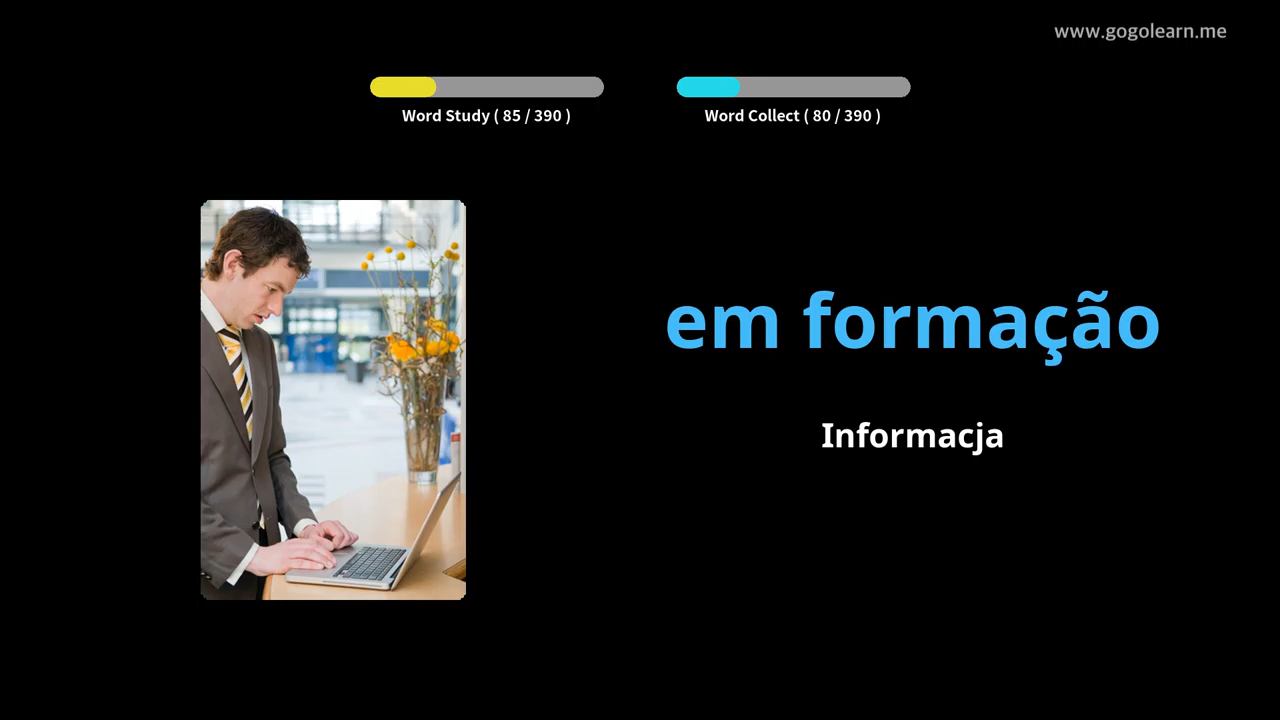 www.gogolearn.me
Word Study ( 85 / 390 )
Word Collect ( 80 / 390 )
em formação
Informacja